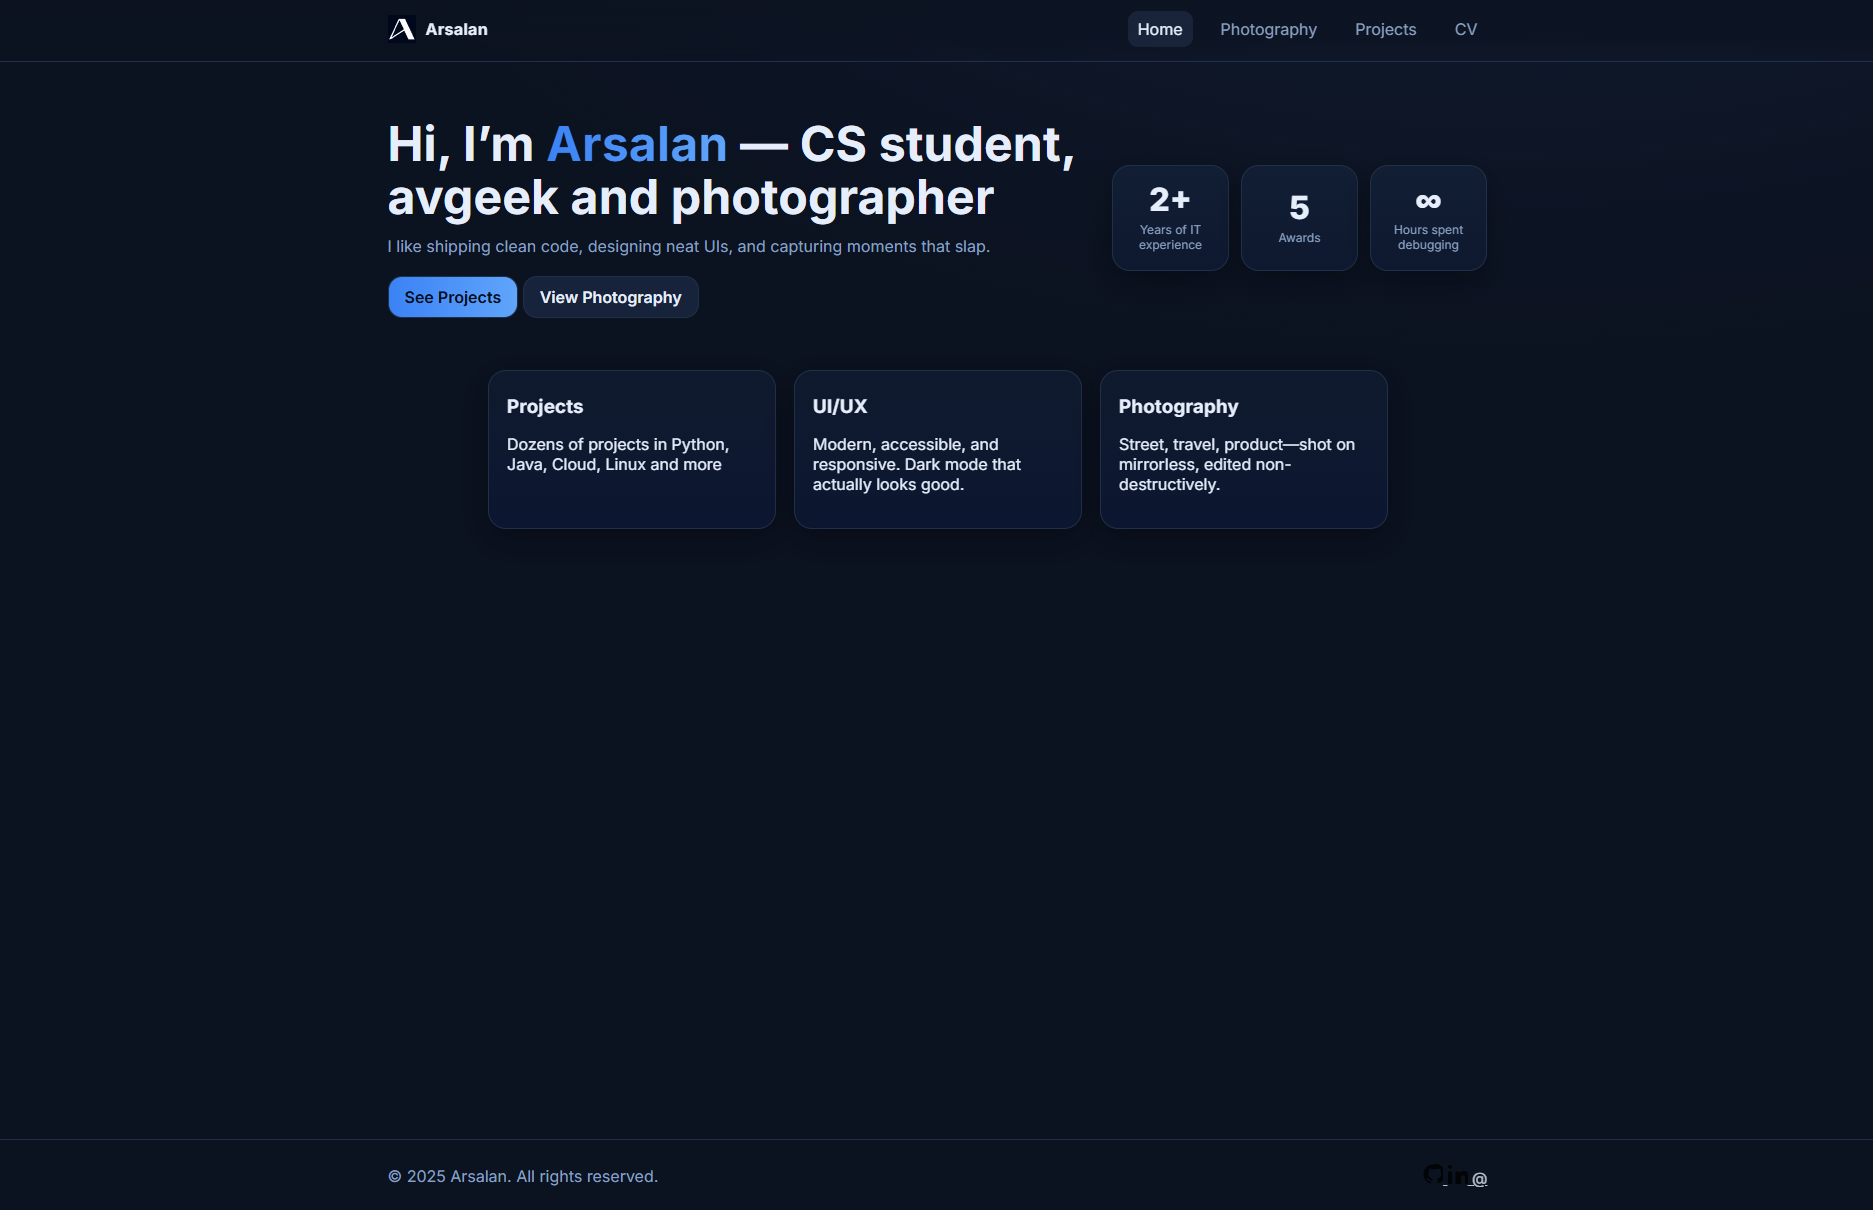 Arsalan
Home
Photography
Projects
CV
Hi, I’m Arsalan — CS student,
avgeek and photographer
I like shipping clean code, designing neat UIs, and capturing moments that slap.
See Projects
View Photography
2+
Years of IT
experience
5
Awards
∞
Hours spent
debugging
Projects
Dozens of projects in Python,
Java, Cloud, Linux and more
UI/UX
Modern, accessible, and
responsive. Dark mode that
actually looks good.
Photography
Street, travel, product—shot on
mirrorless, edited non-
destructively.
© 2025 Arsalan. All rights reserved.
in @